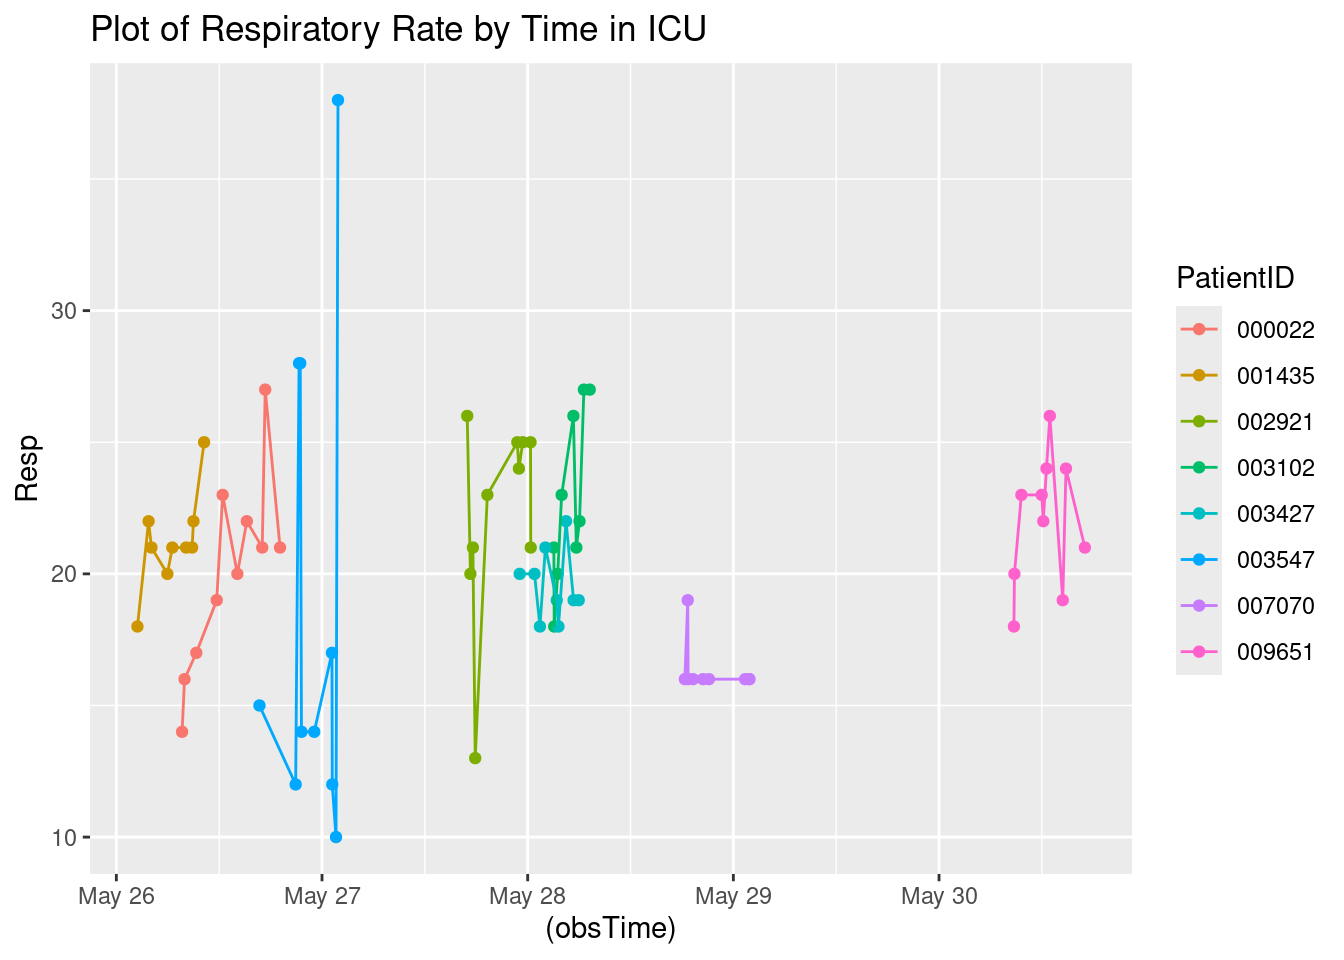 Plot of Respiratory Rate by Time in ICU
Resp
30
20
10
May 26
May 27
May 28
May 29
May 30
(obsTime)
PatientID
000022
001435
002921
003102
003427
003547
007070
009651